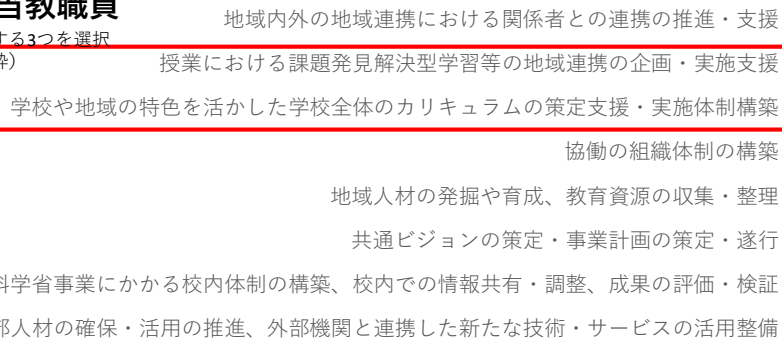 当教職員
する3つを選択
地域内外の地域連携における関係者との連携の推進・支援
授業における課題発見解決型学習等の地域連携の企画・実施支援
学校や地域の特色を活かした学校全体のカリキュラムの策定支援・実施体制構築
協働の組織体制の構築
地域人材の発掘や育成、教育資源の収集・整理
共通ビジョンの策定・事業計画の策定・遂行
科学省事業にかかる校内体制の構築、校内での情報共有・調整、成果の評価・検証
部人材の確保・活用の推進、外部機関と連携した新たな技術・サービスの活用整備